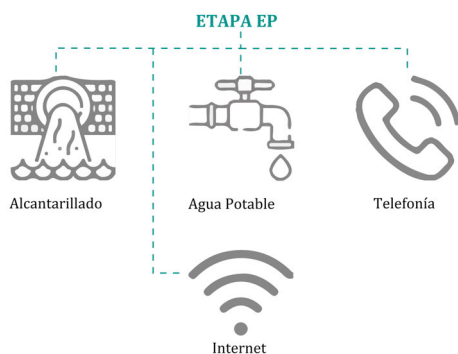 ETAPA EP
Alcantarillado
Agua Potable
Telefonía
Internet